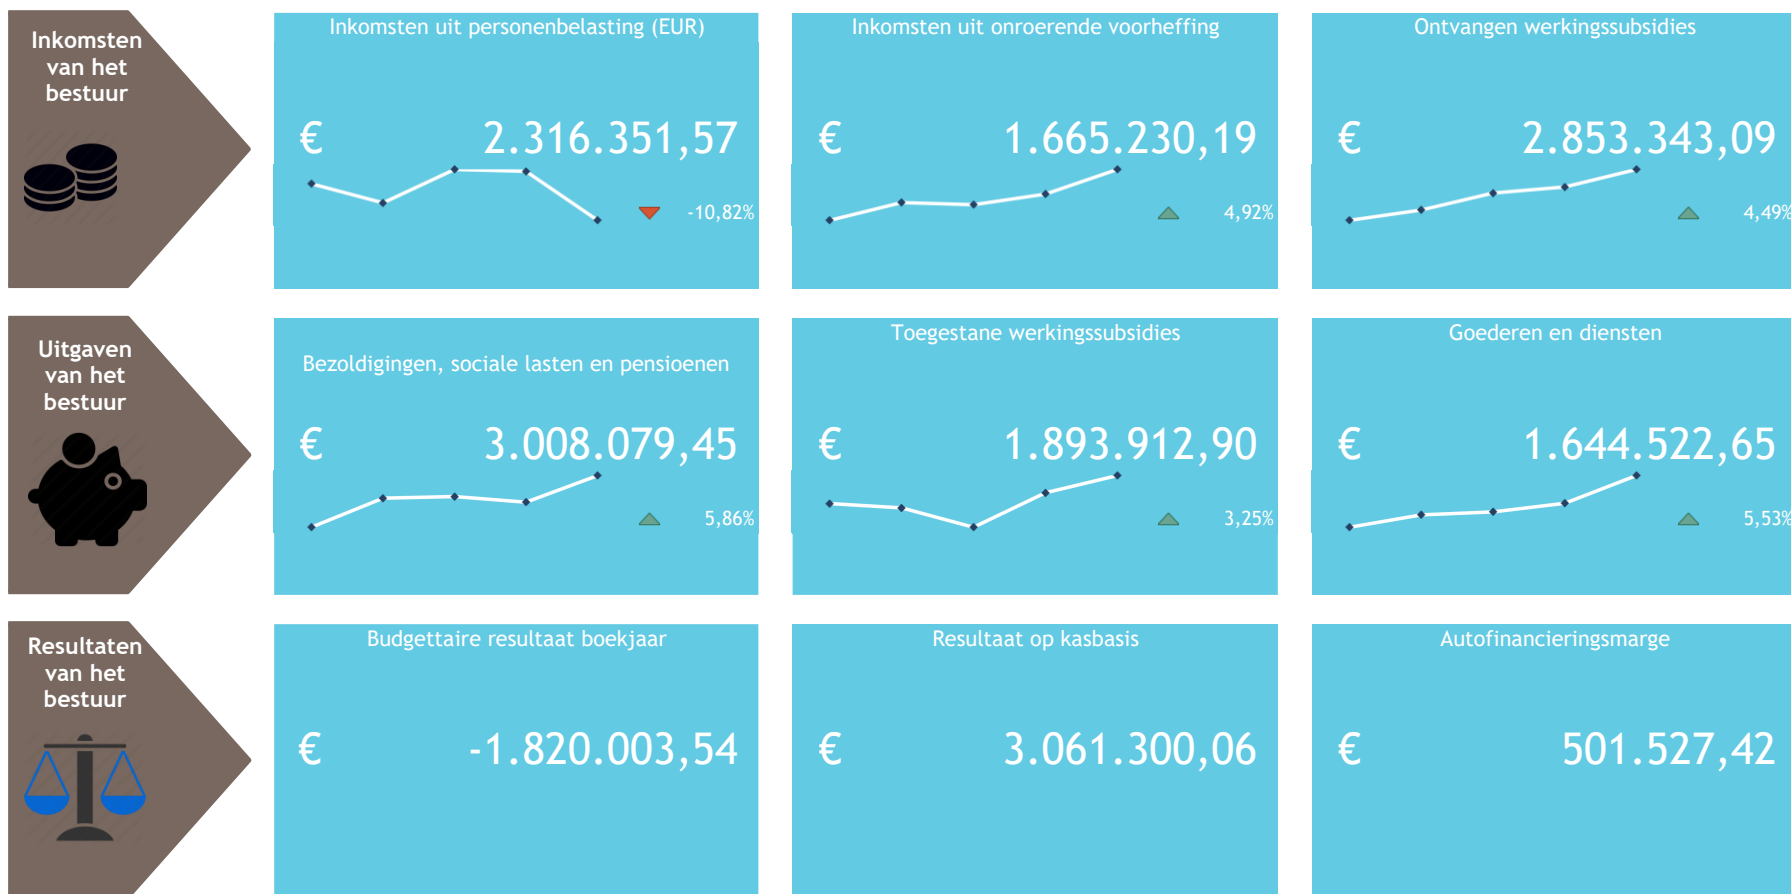 Inkomsten
van het
bestuur
Inkomsten uit personenbelasting (EUR)
€ 2.316.351,57
-10,82%
Inkomsten uit onroerende voorheffing
€ 1.665.230,19
4,92%
Ontvangen werkingssubsidies
€ 2.853.343,09
4,49%
Uitgaven
van het
bestuur
Bezoldigingen, sociale lasten en pensioenen
€ 3.008.079,45
5,86%
Toegestane werkingssubsidies
€ 1.893.912,90
3,25%
Goederen en diensten
€ 1.644.522,65
5,53%
Resultaten
van het
bestuur
Budgettaire resultaat boekjaar
€ -1.820.003,54
Resultaat op kasbasis
€ 3.061.300,06
Autofinancieringsmarge
€ 501.527,42